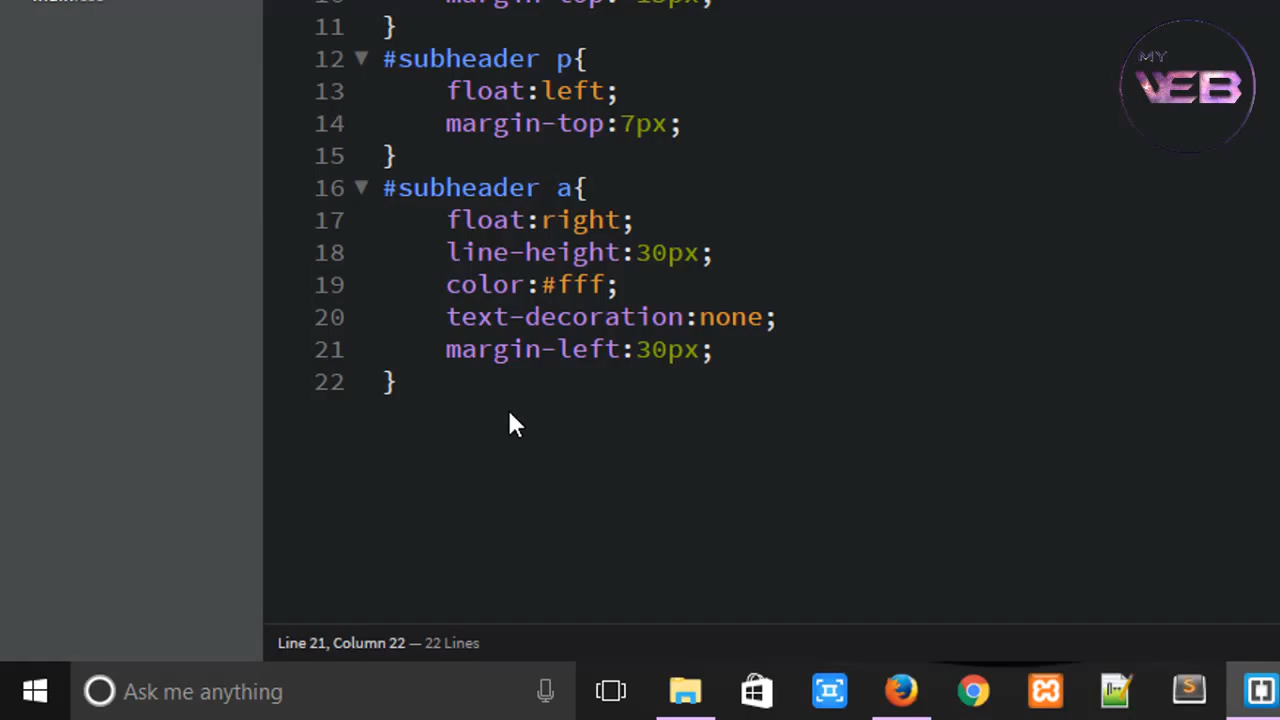 11 }
12 #subheader p{
13 float:left;
14 margin-top:7px;
15 }
16 #subheader a{
17 float:right;
18 line-height:30px;
19 color:#fff;
20 text-decoration:none;
21 margin-left:30px;
22 }
MY
VEB
Line 21, Column 22 — 22 Lines
Ask me anything